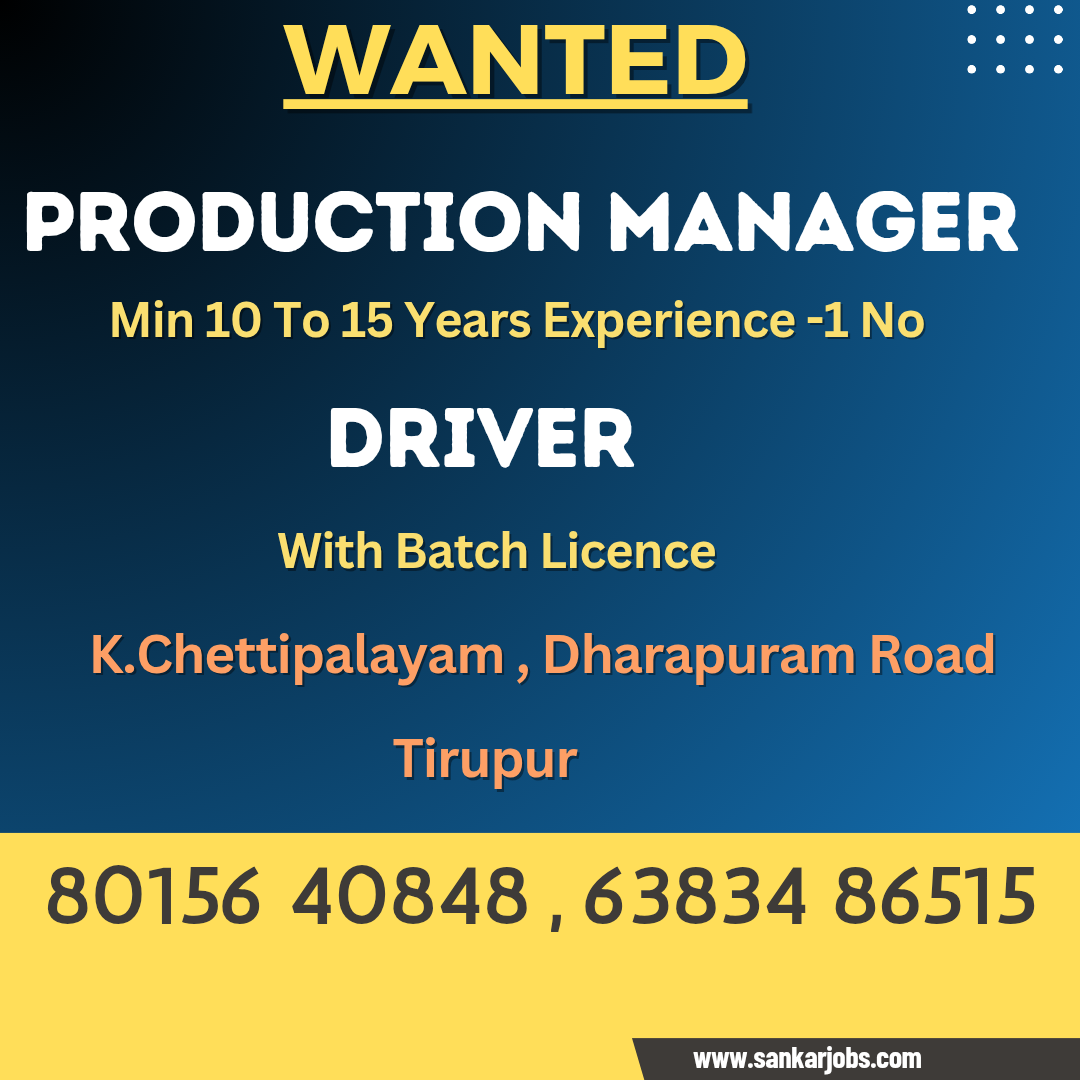 WANTED
PRODUCTION MANAGER
Min 10 To 15 Years Experience -1 No
DRIVER
With Batch Licence
K.Chettipalayam , Dharapuram Road
Tirupur
80156 40848 , 63834 86515
www.sankarjobs.com